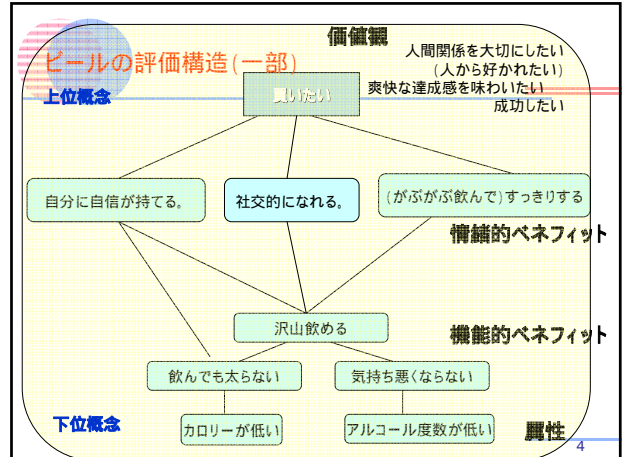 価値観
ビールの評価構造(一部)
人間関係を大切にしたい
(人から好かれたい)
爽快な達成感を味わいたい
成功したい
上位概念
買いたい
自分に自信が持てる。
社交的になれる。
(がぶがぶ飲んで)すっきりする
情緒的ベネフィット
沢山飲める
機能的ベネフィット
飲んでも太らない
気持ち悪くならない
下位概念
カロリーが低い
アルコール度数が低い
属性
4